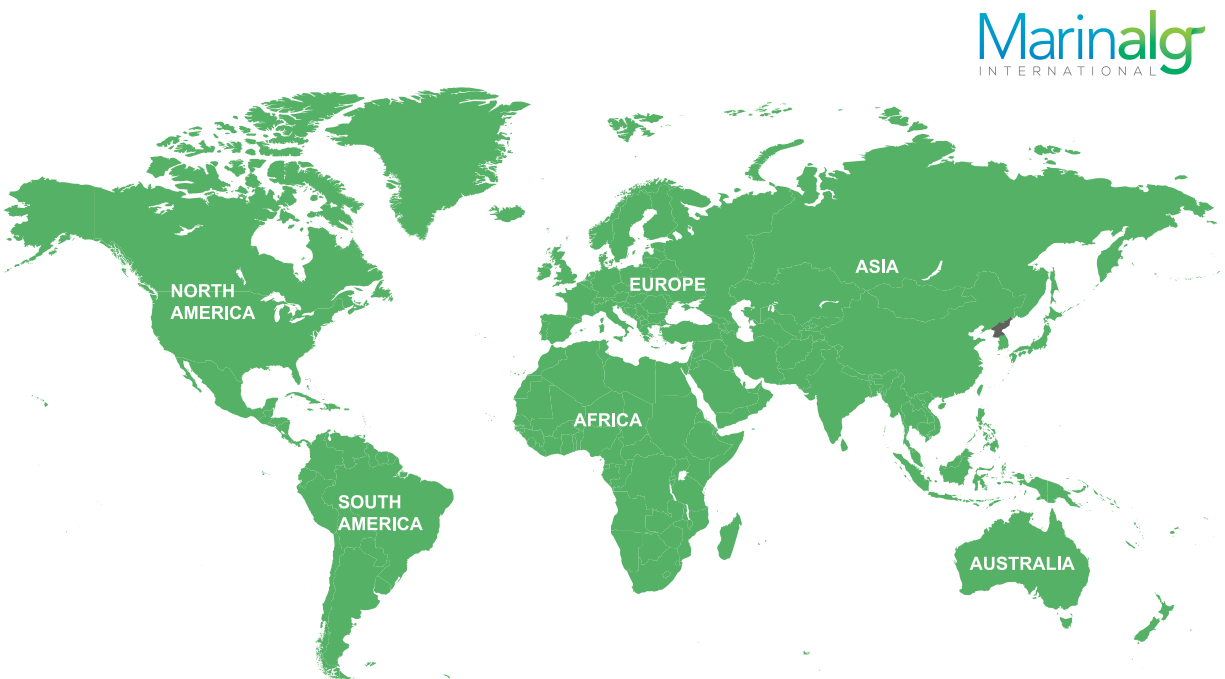 Marinalg
INTERNATIONAL
ASIA
EUROPE
NORTH
AMERICA
AFRICA
SOUTH
AMERICA
AUSTRALIA